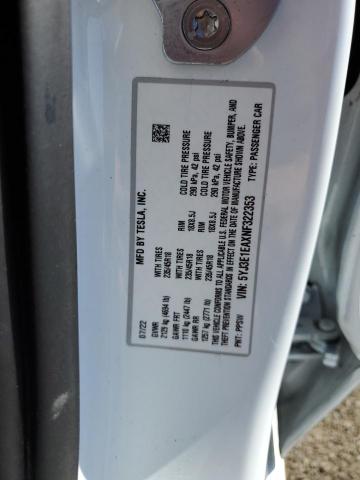 MFD BY TESLA, INC.
07/22
GVWR
2129 kg (4694 lb)
GAWR FRT WITH TIRES RIM COLD TIRE PRESSURE
1110 kg (2447 lb) 235/45R18 18X8.5J 290 kPa, 42 psi
GAWR RR WITH TIRES RIM COLD TIRE PRESSURE
1257 kg (2771 lb) 235/45R18 18X8.5J 290 kPa, 42 psi
THIS VEHICLE CONFORMS TO ALL APPLICABLE U.S. FEDERAL MOTOR VEHICLE SAFETY, BUMPER, AND
THEFT PREVENTION STANDARDS IN EFFECT ON THE DATE OF MANUFACTURE SHOWN ABOVE.
VIN: 5YJ3E1EAXNF322353
PNT: PPSW TYPE: PASSENGER CAR